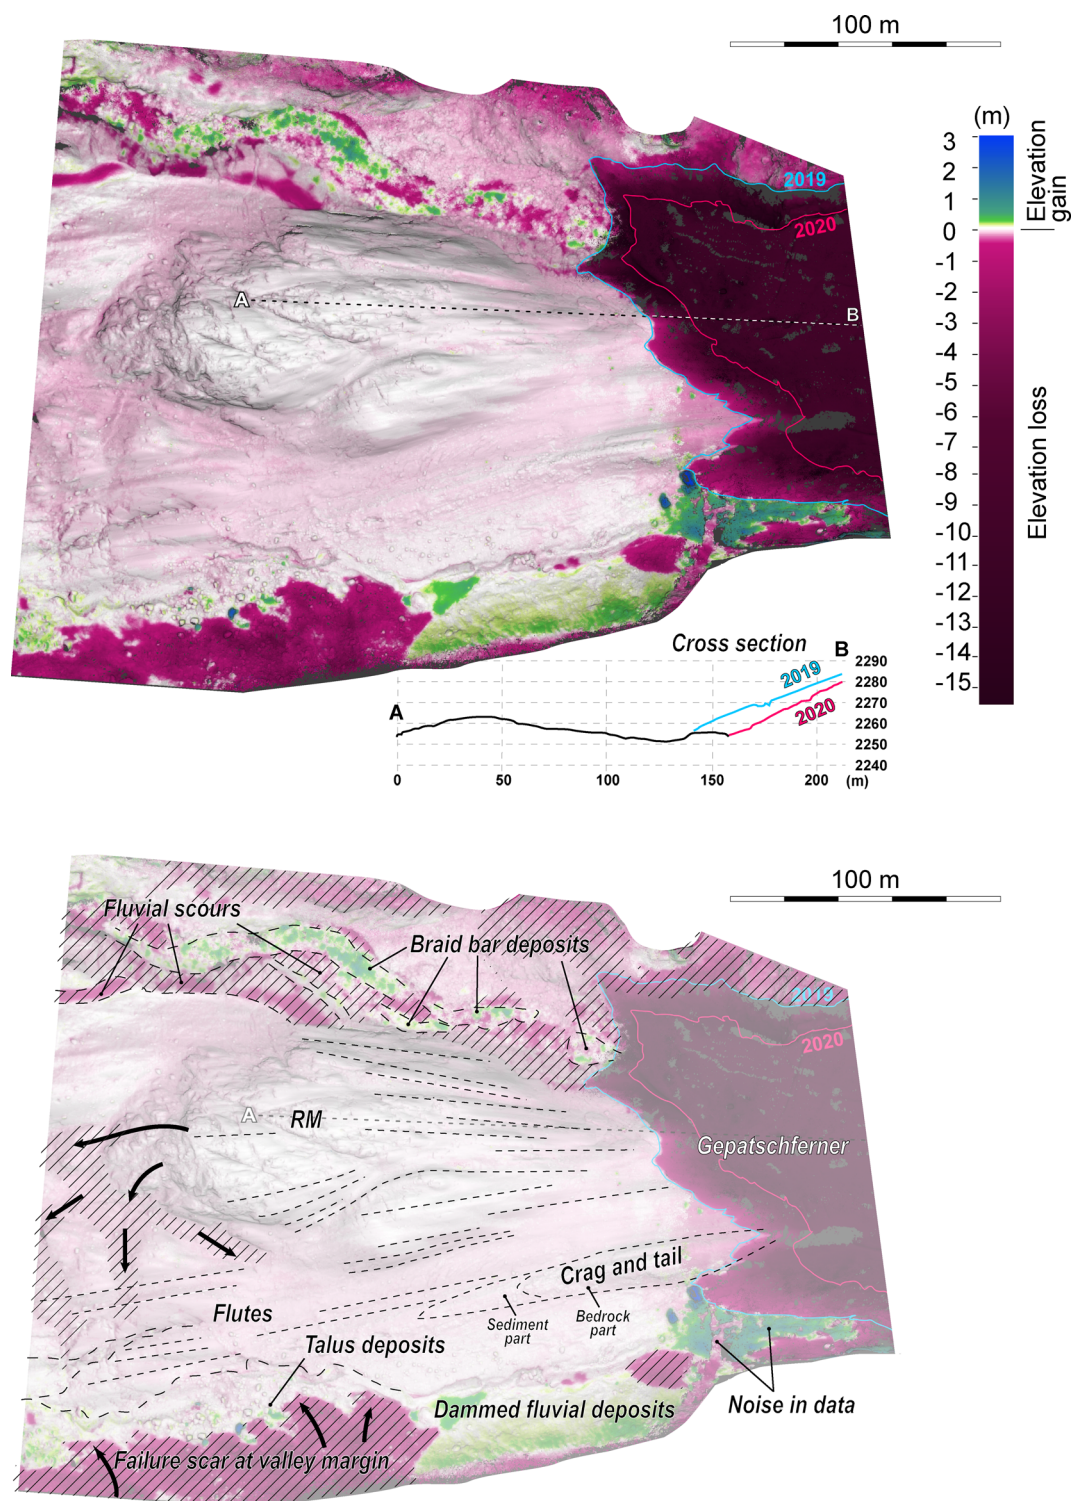 100 m
(m)
3
2
1
0
-1
-2
-3
-4
-5
-6
-7
-8
-9
-10
-11
-12
-13
-14
-15
Elevation
gain
Elevation loss
2019
2020
A
B
Cross section
B
2290
2280
2270
2260
2250
2240
2019
2020
A
0
50
100
150
200
(m)
100 m
Fluvial scours
Braid bar deposits
2019
2020
A
RM
Gepatschferner
Crag and tail
Sediment
part
Bedrock
part
Flutes
Talus deposits
Dammed fluvial deposits
Noise in data
Failure scar at valley margin